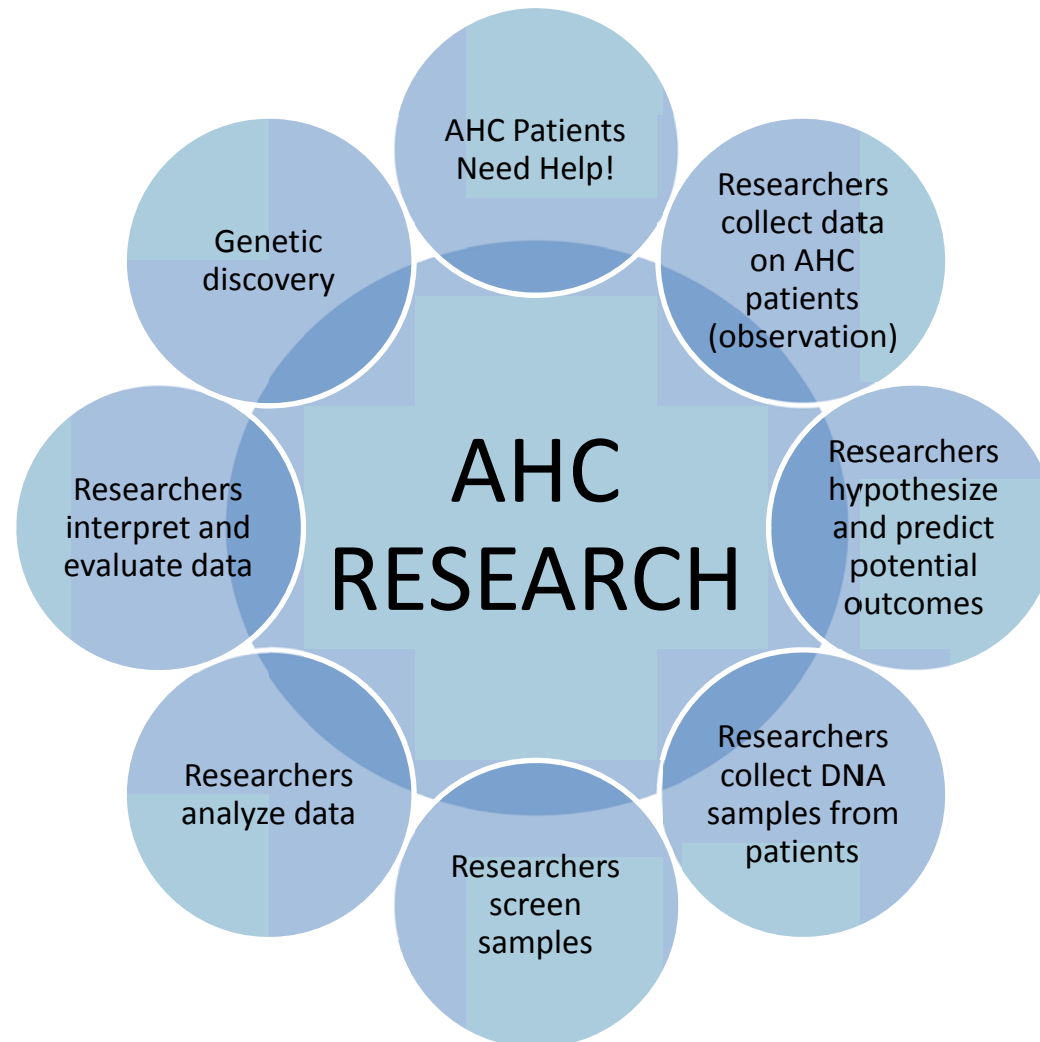 AHC Patients
Need Help!
Researchers
collect data
on AHC
patients
(observation)
Researchers
hypothesize
and predict
potential
outcomes
Researchers
collect DNA
samples from
patients
Researchers
screen
samples
Researchers
analyze data
Researchers
interpret and
evaluate data
Genetic
discovery
AHC
RESEARCH